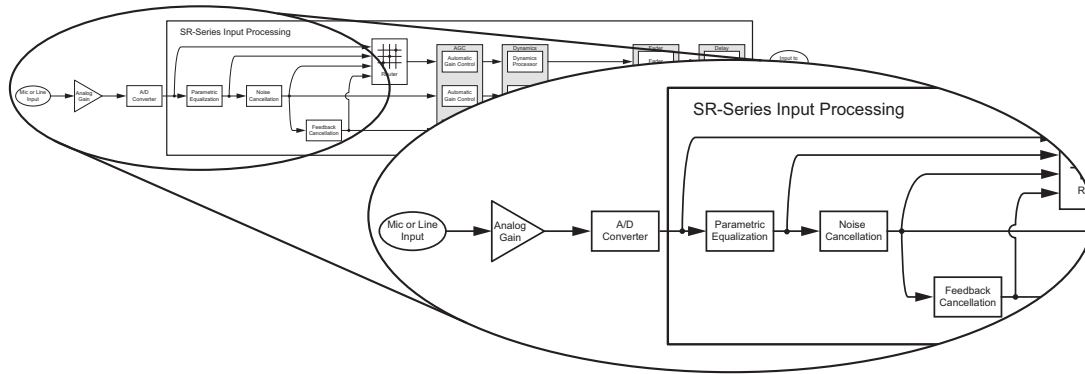 SR-Series Input Processing
Router
AGC
Automatic
Gain Control
Automatic
Gain Control
Dynamics
Dynamics
Processor
Fader
Fader
Delay
Input to
Mic or Line
Input
Analog
Gain
A/D
Converter
Parametric
Equalization
Noise
Cancellation
Feedback
Cancellation
SR-Series Input Processing
Mic or Line
Input
Analog
Gain
A/D
Converter
Parametric
Equalization
Noise
Cancellation
Feedback
Cancellation
R